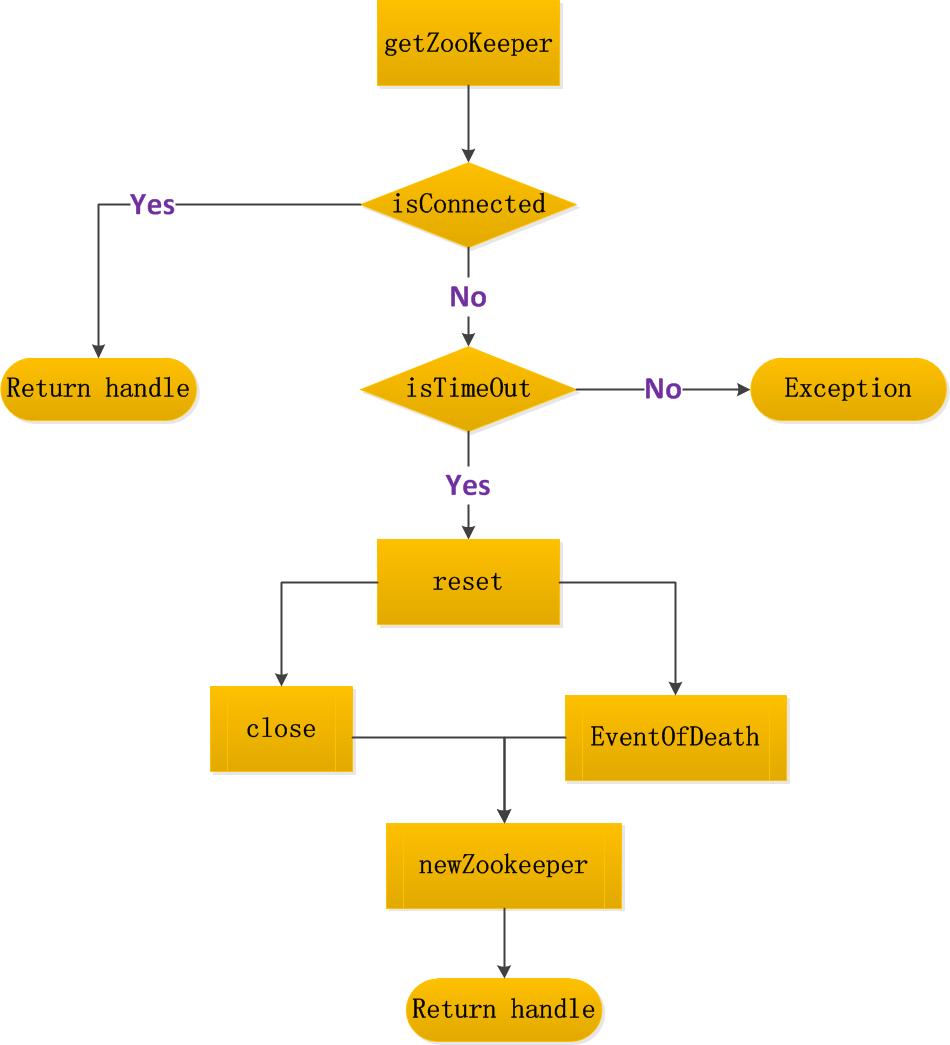 getZooKeeper
isConnected
Yes
No
Return handle
isTimeOut
No
Exception
Yes
reset
close
EventOfDeath
newZookeeper
Return handle